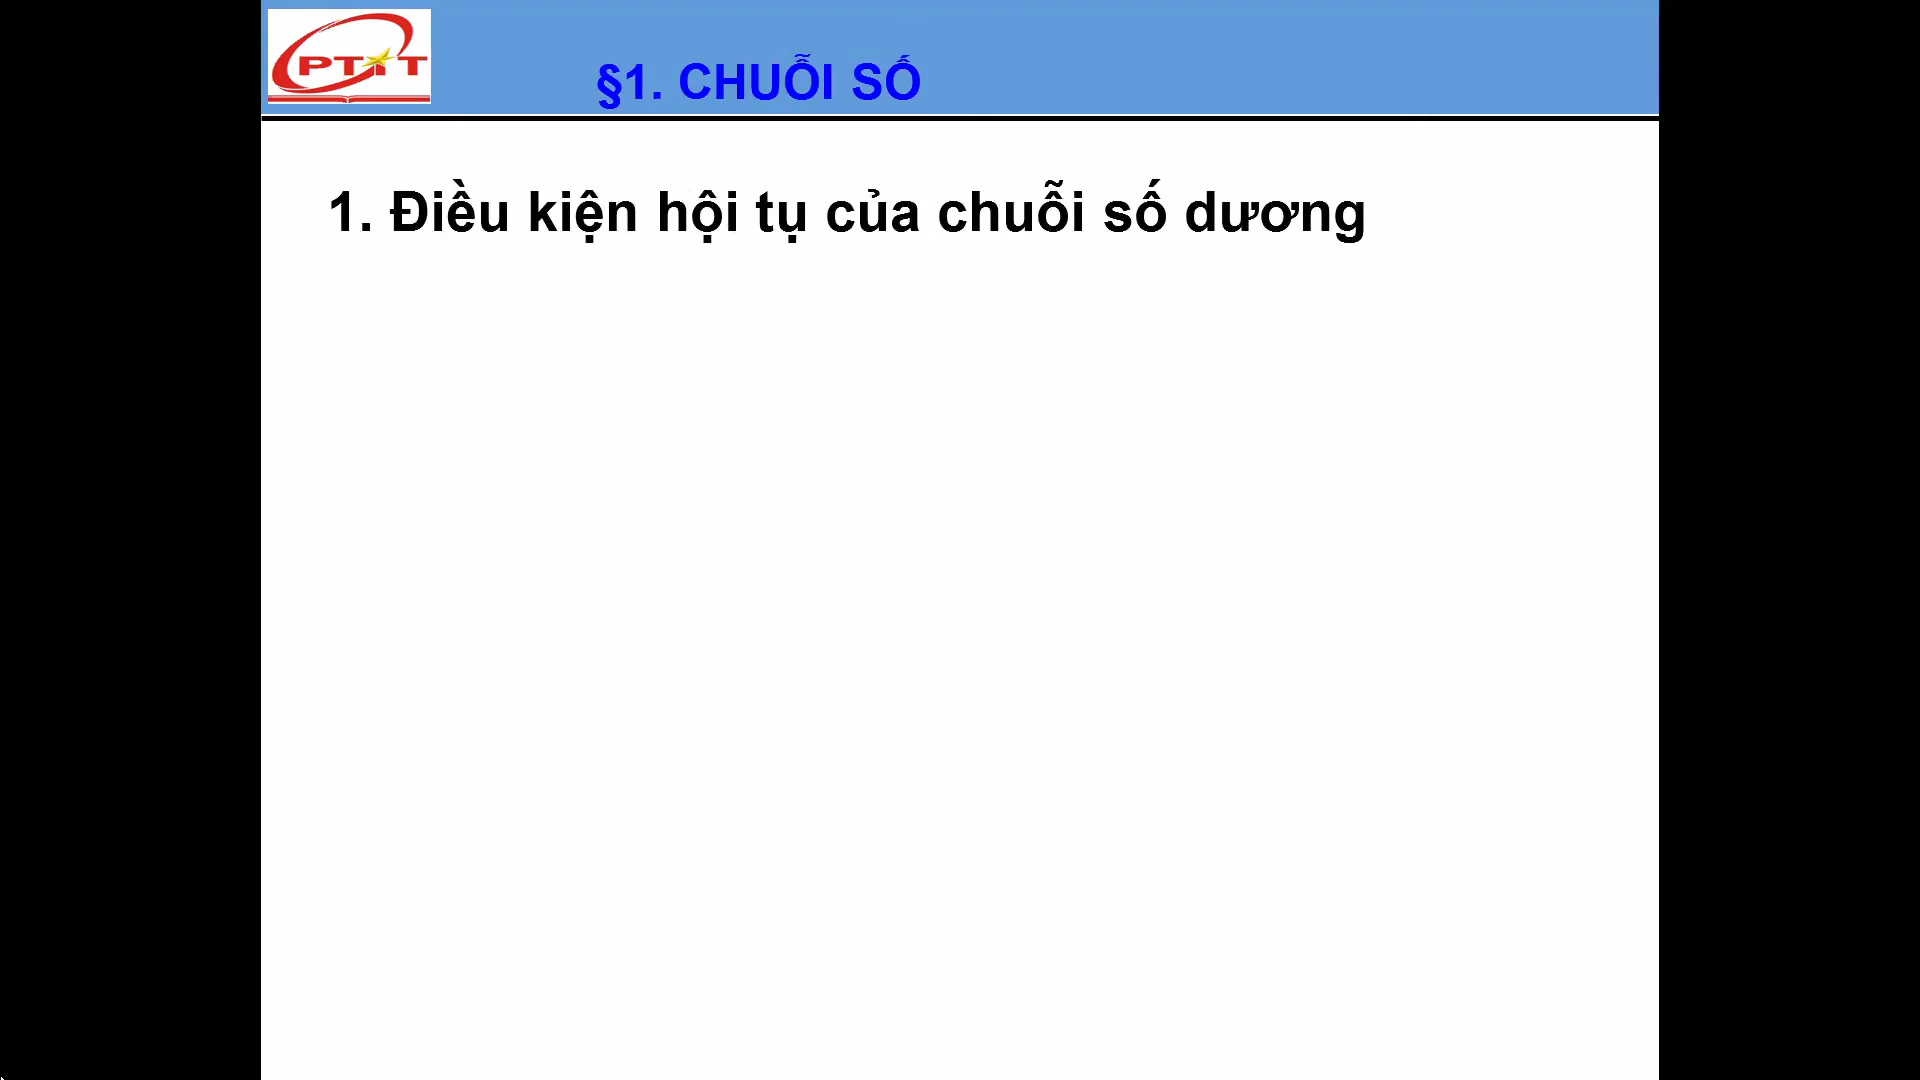 PTIT
§1. CHUỖI SỐ
1. Điều kiện hội tụ của chuỗi số dương